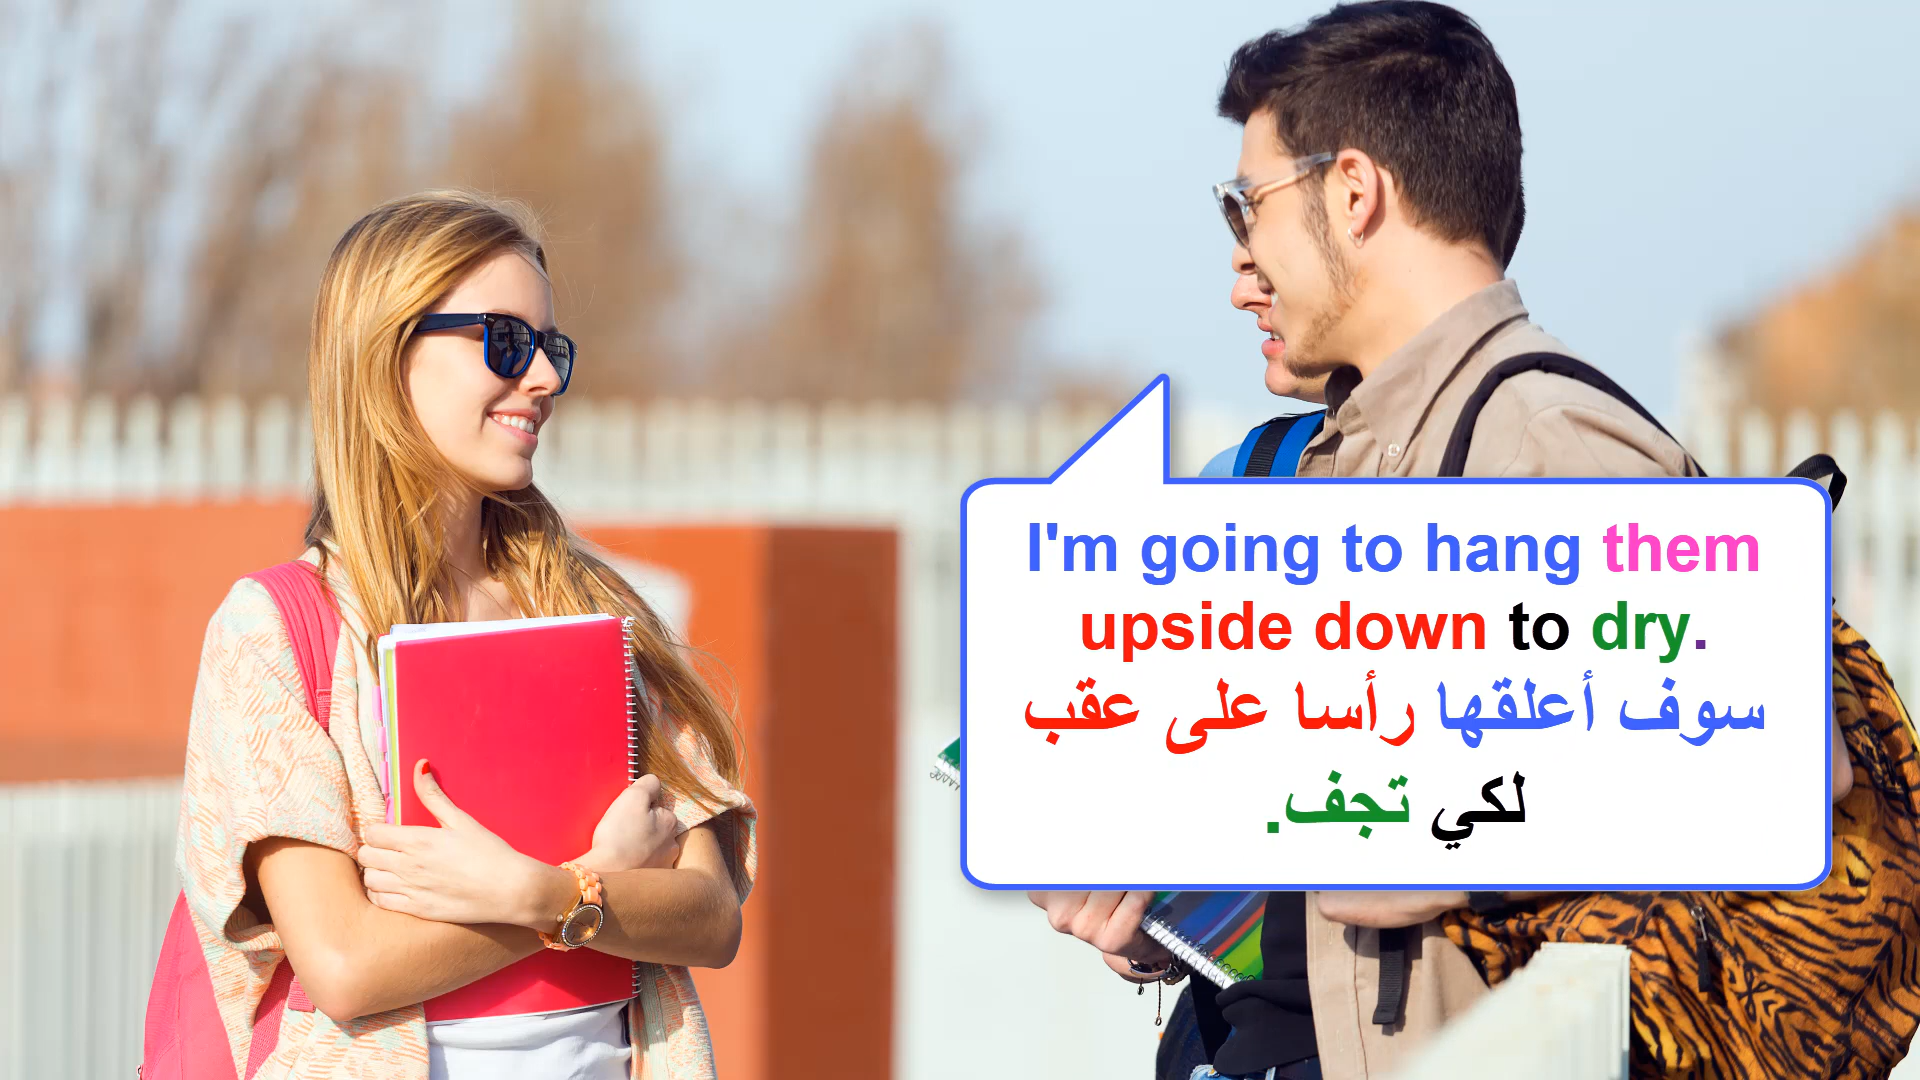 I'm going to hang them
upside down to dry.
سوف أعلقها رأسا على عقب
لكي تجف.